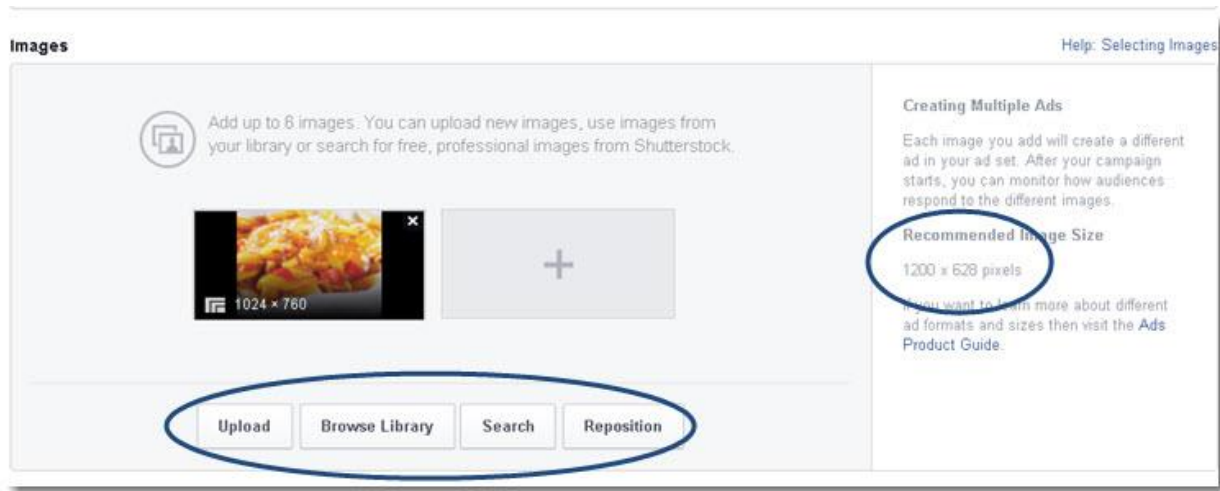 Images
Help: Selecting Images
Add up to 6 images. You can upload new images, use images from
your library or search for free, professional images from Shutterstock.
1024 × 760
Upload
Browse Library
Search
Reposition
Creating Multiple Ads
Each image you add will create a different
ad in your ad set. After your campaign
starts, you can monitor how audiences
respond to the different images.
Recommended Image Size
1200 x 628 pixels
If you want to learn more about different
ad formats and sizes then visit the Ads
Product Guide.